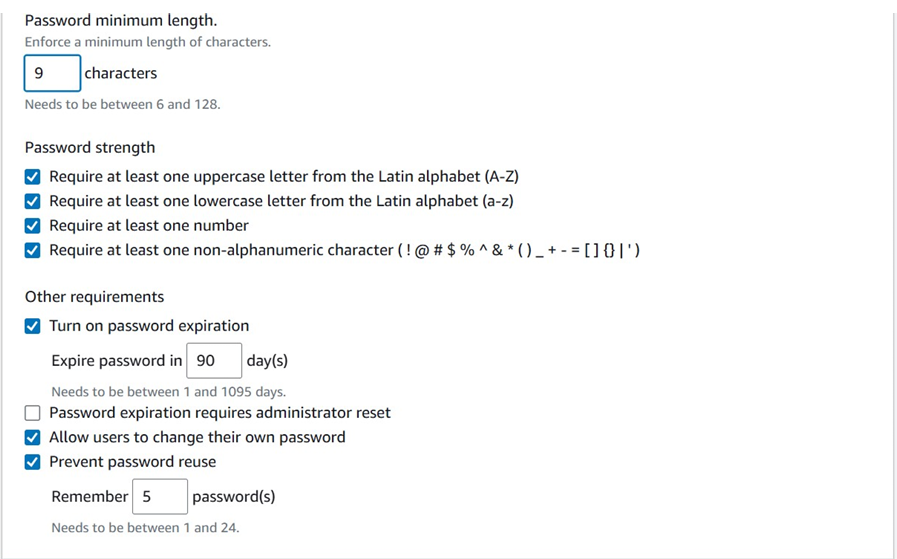 Password minimum length.
Enforce a minimum length of characters.
9 characters
Needs to be between 6 and 128.
Password strength
Require at least one uppercase letter from the Latin alphabet (A-Z)
Require at least one lowercase letter from the Latin alphabet (a-z)
Require at least one number
Require at least one non-alphanumeric character ( ! @ # $ % ^ & * ( ) _ + - = [ ] { } | ' )
Other requirements
Turn on password expiration
Expire password in 90 day(s)
Needs to be between 1 and 1095 days.
Password expiration requires administrator reset
Allow users to change their own password
Prevent password reuse
Remember 5 password(s)
Needs to be between 1 and 24.